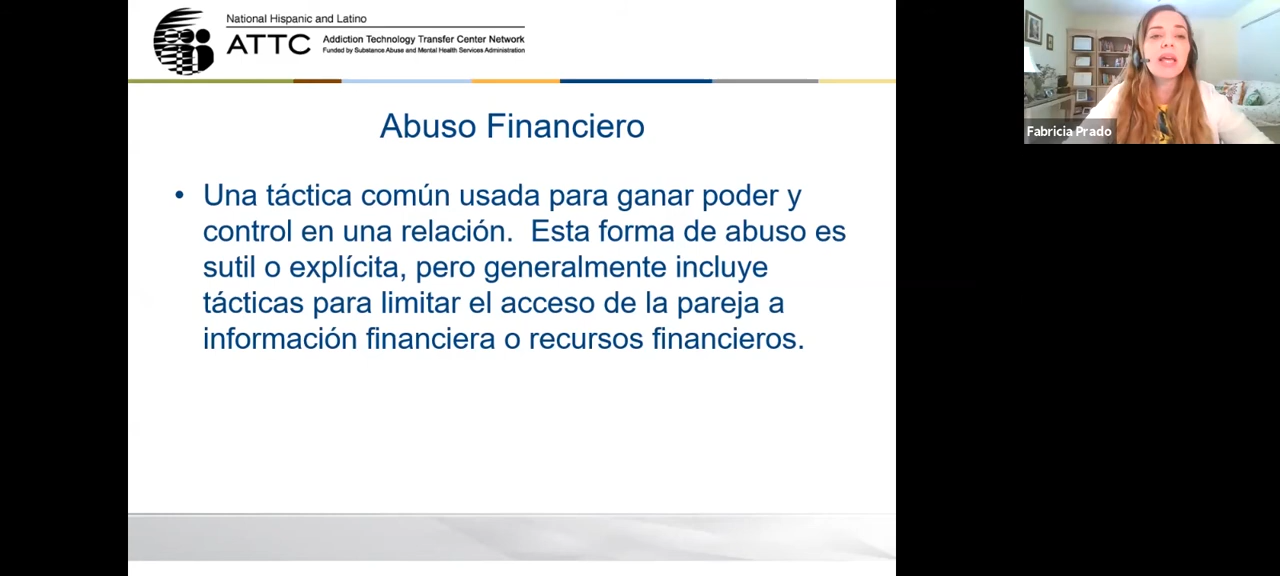 National Hispanic and Latino
ATTC
Addiction Technology Transfer Center Network
Funded by Substance Abuse and Mental Health Services Administration
Fabricia Prado
Abuso Financiero
• Una táctica común usada para ganar poder y
control en una relación.  Esta forma de abuso es
sutil o explícita, pero generalmente incluye
tácticas para limitar el acceso de la pareja a
información financiera o recursos financieros.